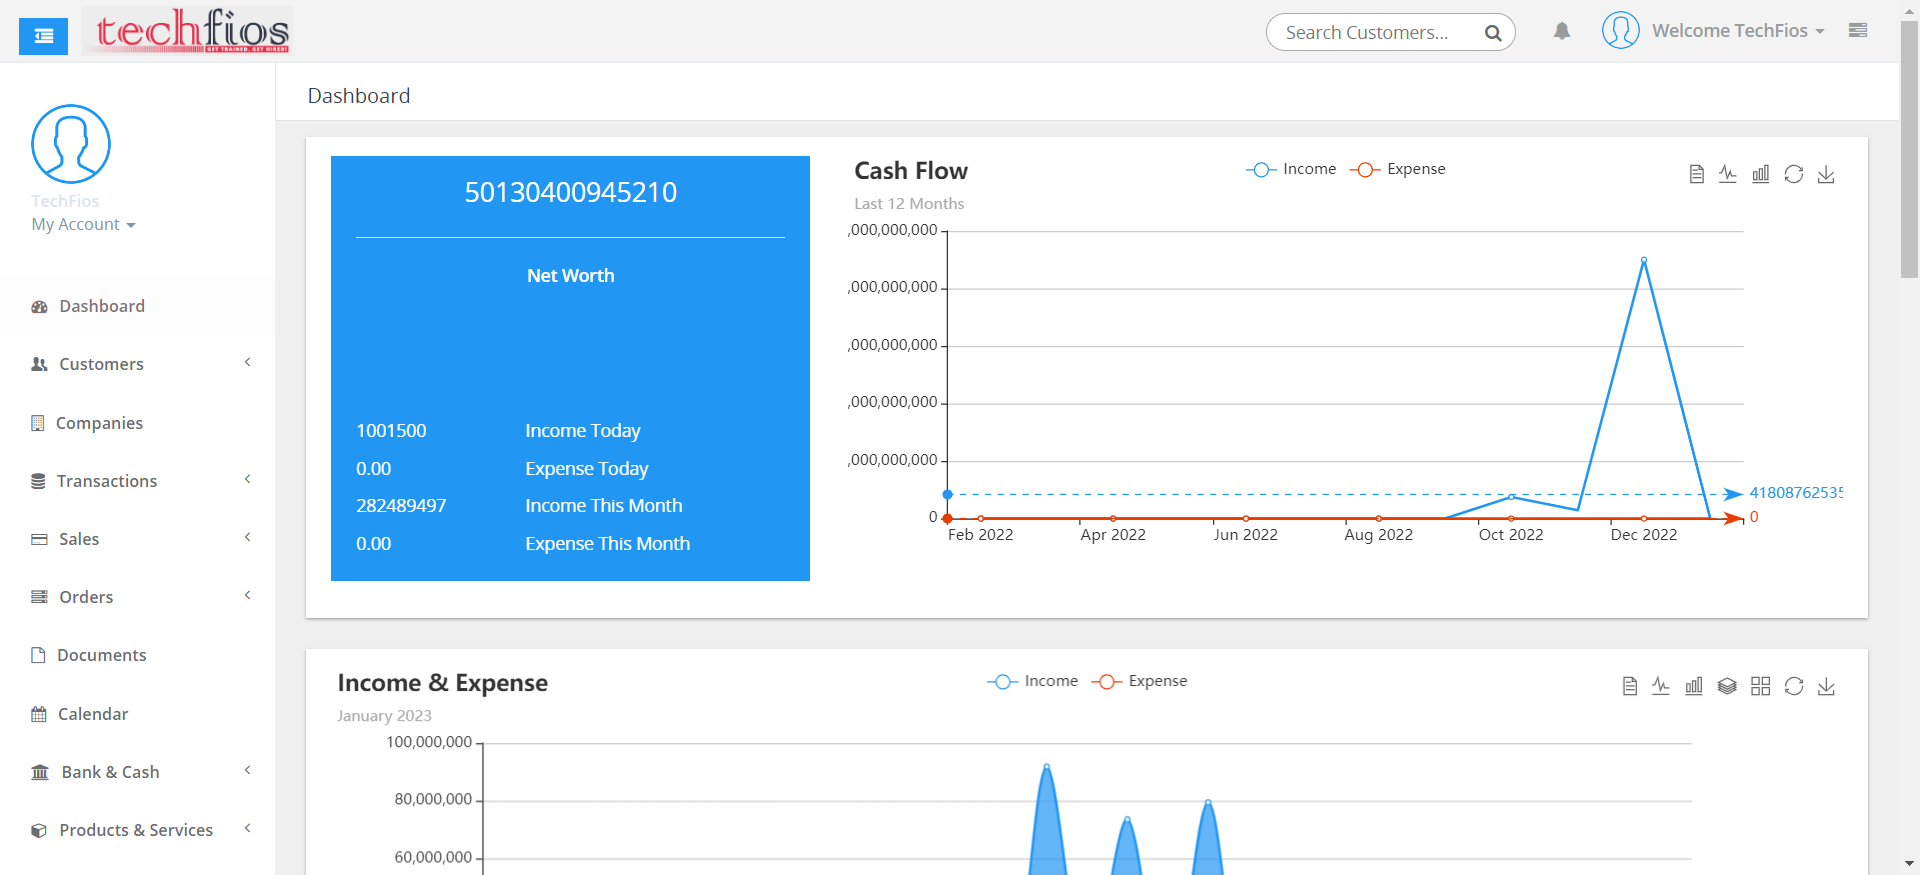 techfios
GET TRAINED. GET HIRED!
Search Customers...
Welcome TechFios
TechFios
My Account
Dashboard
Customers
Companies
Transactions
Sales
Orders
Documents
Calendar
Bank & Cash
Products & Services
Dashboard
50130400945210
Net Worth
1001500 Income Today
0.00 Expense Today
282489497 Income This Month
0.00 Expense This Month
Cash Flow
Last 12 Months
Income Expense
,000,000,000
,000,000,000
,000,000,000
,000,000,000
,000,000,000
0
41808762535
0
Feb 2022 Apr 2022 Jun 2022 Aug 2022 Oct 2022 Dec 2022
Income & Expense
January 2023
Income Expense
100,000,000
80,000,000
60,000,000